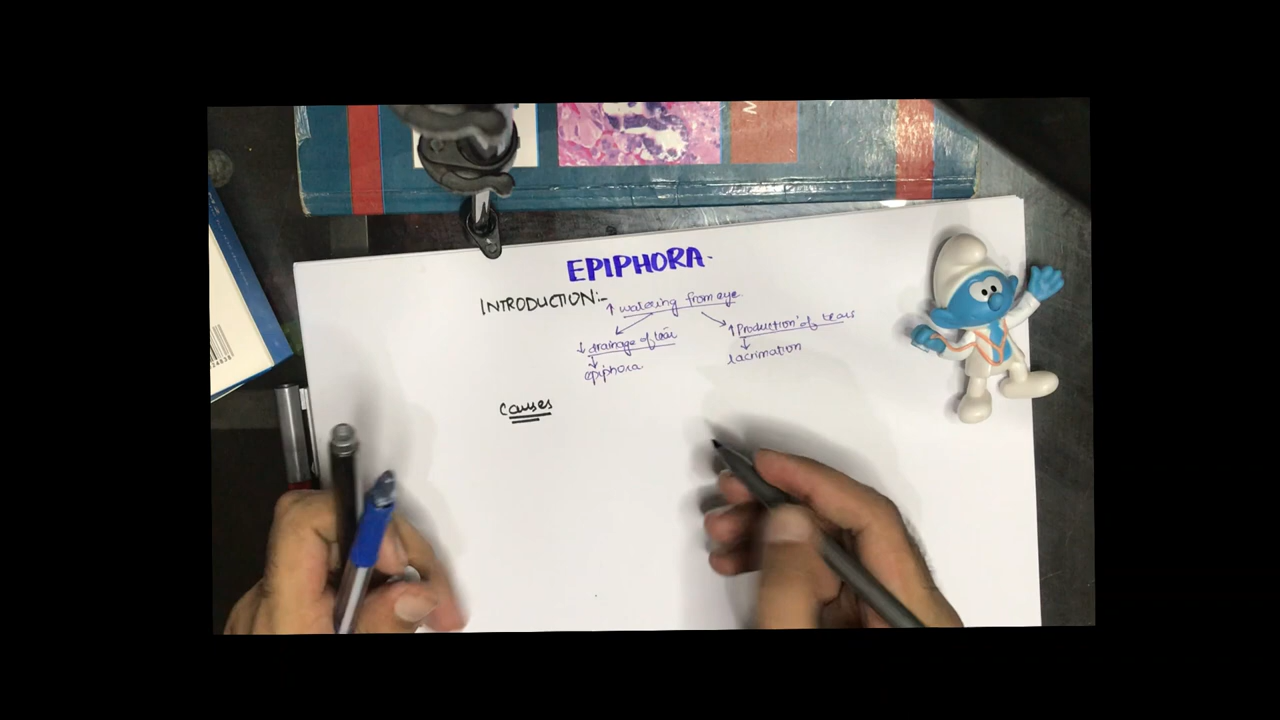 EPIPHORA
INTRODUCTION:-
↑ watering from eye
↓ drainage of tear
↑ Production of tears
epiphora
lacrimation
Causes